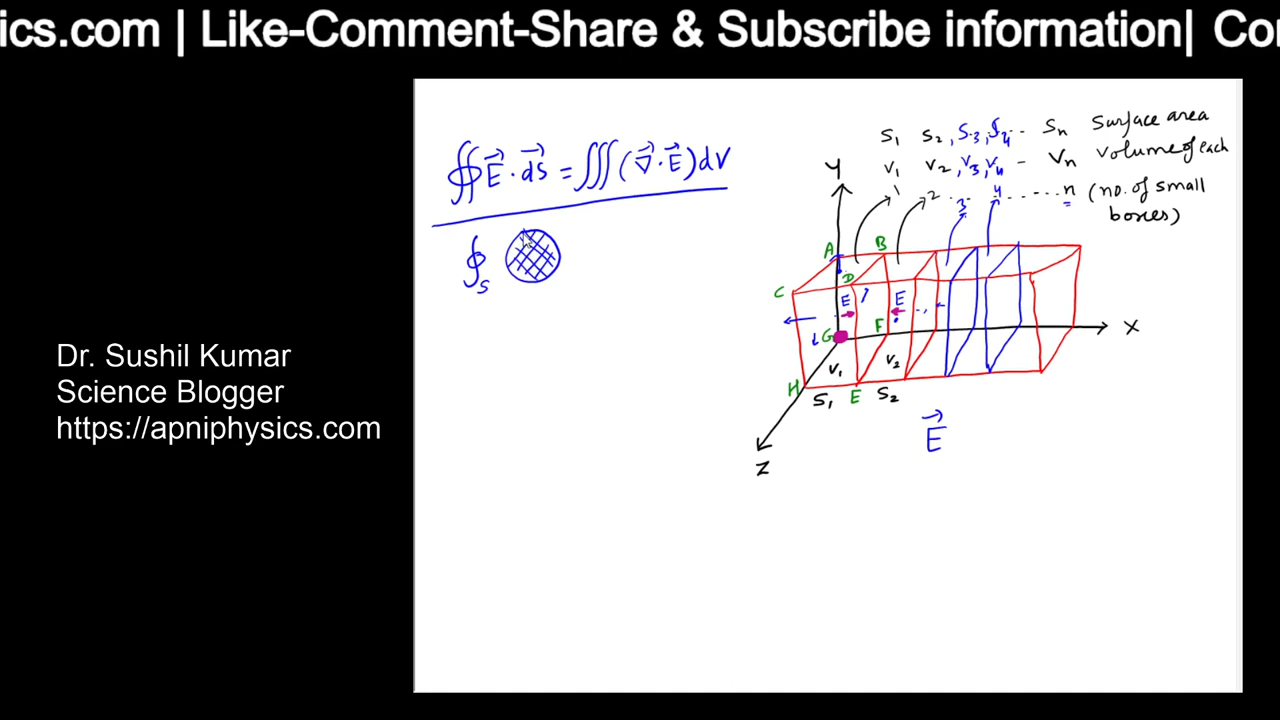 ics.com | Like-Comment-Share & Subscribe information| Co
∯ E⃗ · dS⃗ = ∭ (∇⃗ · E⃗) dV
∮S
S1 S2, S3, S4 .. Sn Surface area
V1 V2, V3, V4 - Vn Volume of each
1 2 .. 3 .. 4 ...... n (no. of small
boxes)
Y
A B
C D
E E
G F
X
V1 V2
H S1 E S2
E⃗
Z
Dr. Sushil Kumar
Science Blogger
https://apniphysics.com